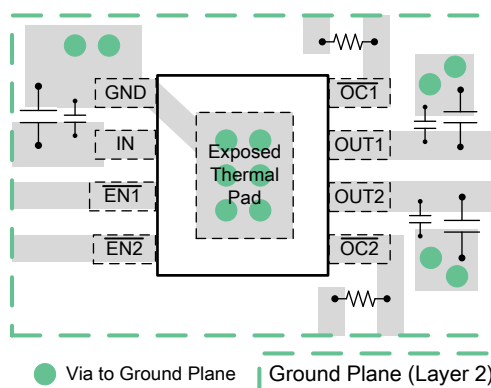 GND
IN
EN1
EN2
Exposed
Thermal
Pad
OC1
OUT1
OUT2
OC2
Via to Ground Plane
Ground Plane (Layer 2)